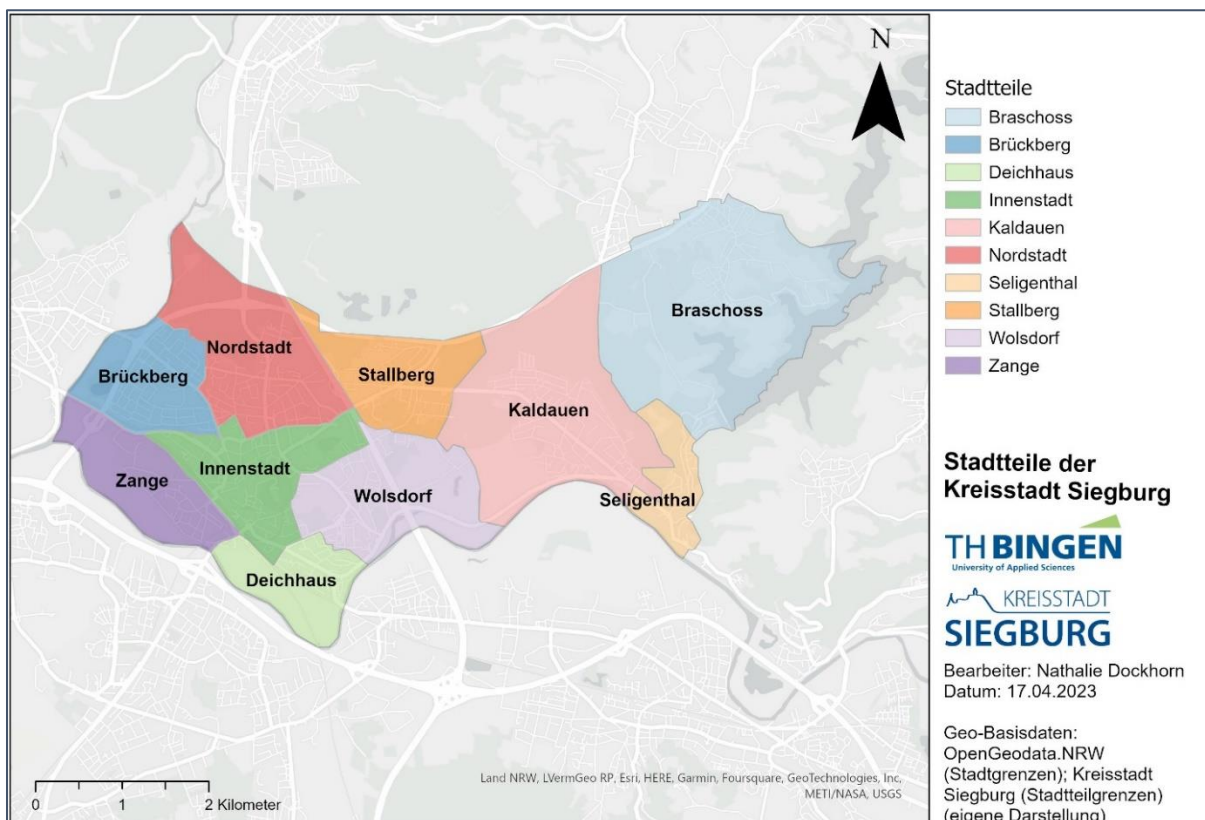 N
Nordstadt
Brückberg
Stallberg
Braschoss
Kaldauen
Innenstadt
Zange
Wolsdorf
Seligenthal
Deichhaus
0 1 2 Kilometer
Land NRW, LVermGeo RP, Esri, HERE, Garmin, Foursquare, GeoTechnologies, Inc,
METI/NASA, USGS
Stadtteile
Braschoss
Brückberg
Deichhaus
Innenstadt
Kaldauen
Nordstadt
Seligenthal
Stallberg
Wolsdorf
Zange
Stadtteile der
Kreisstadt Siegburg
TH BINGEN
University of Applied Sciences
KREISSTADT
SIEGBURG
Bearbeiter: Nathalie Dockhorn
Datum: 17.04.2023
Geo-Basisdaten:
OpenGeodata.NRW
(Stadtgrenzen); Kreisstadt
Siegburg (Stadtteilgrenzen)
(eigene Darstellung)